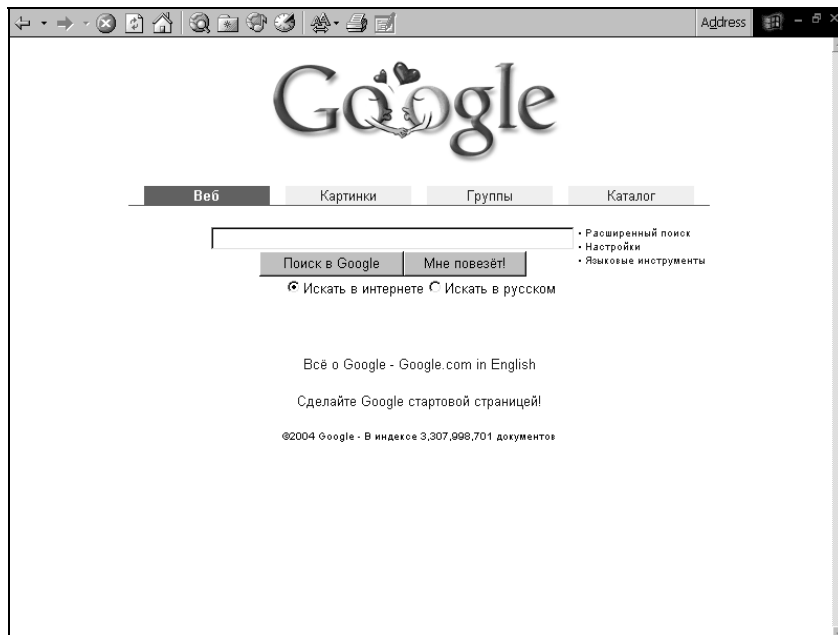 Address
Google
Веб Картинки Группы Каталог
• Расширенный поиск
• Настройки
• Языковые инструменты
Поиск в Google Мне повезёт!
Искать в интернете Искать в русском
Всё о Google - Google.com in English
Сделайте Google стартовой страницей!
©2004 Google - В индексе 3,307,998,701 документов